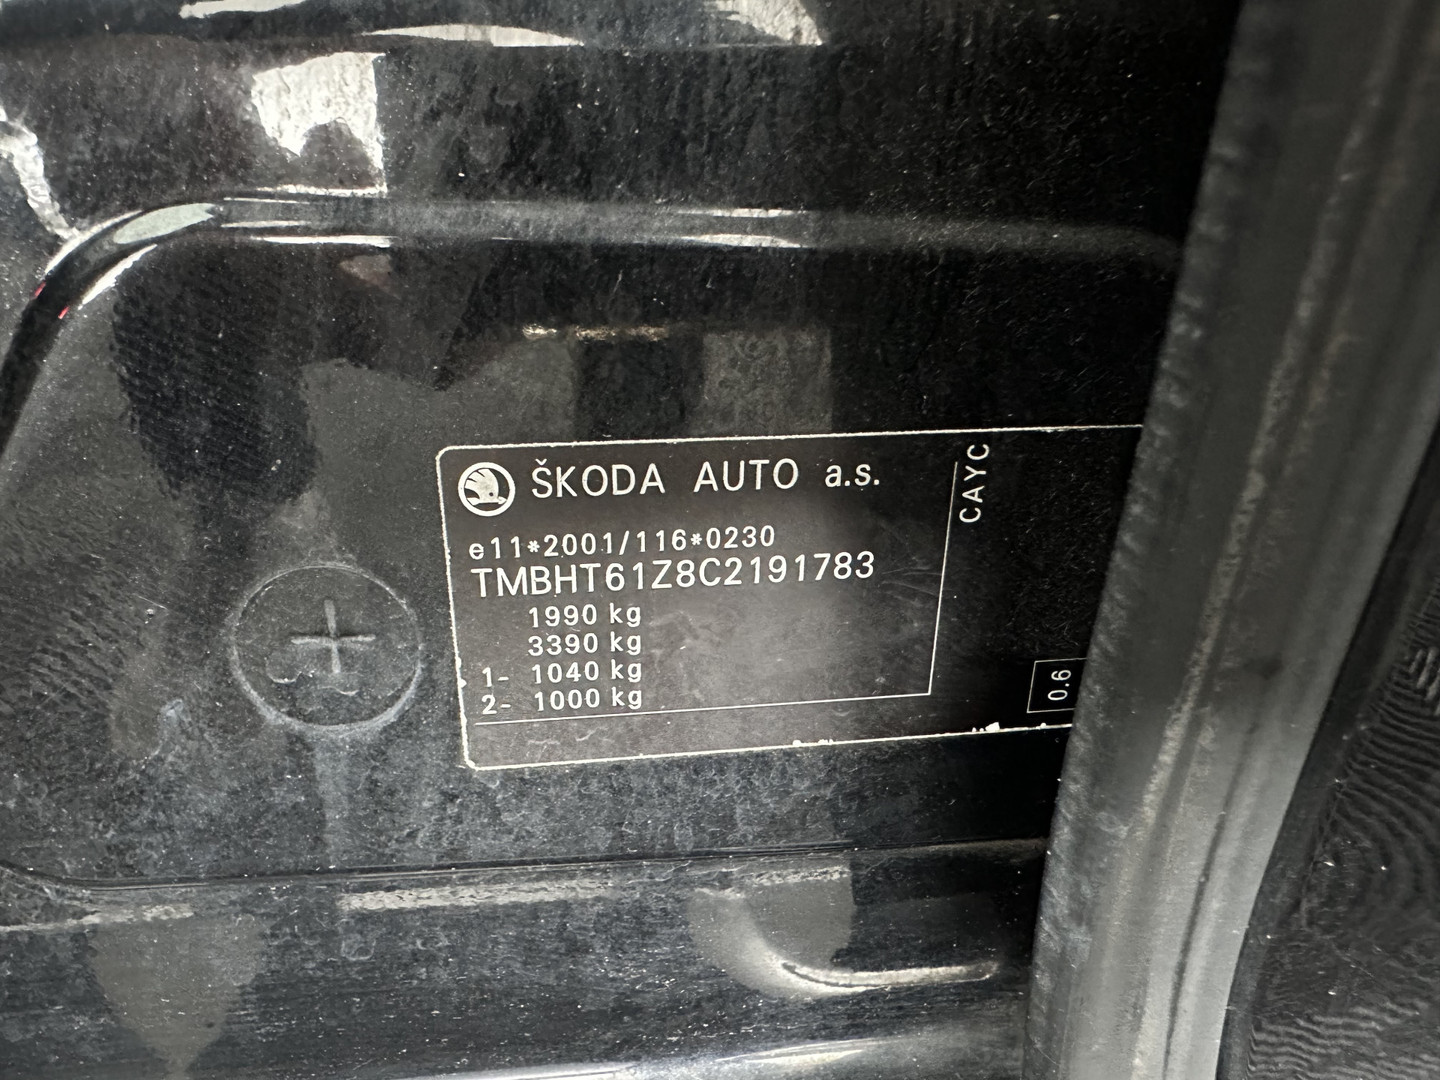 ŠKODA AUTO a.s.
e11*2001/116*0230
TMBHT61Z8C2191783
1990 kg
3390 kg
1- 1040 kg
2- 1000 kg
CAYC
0.6